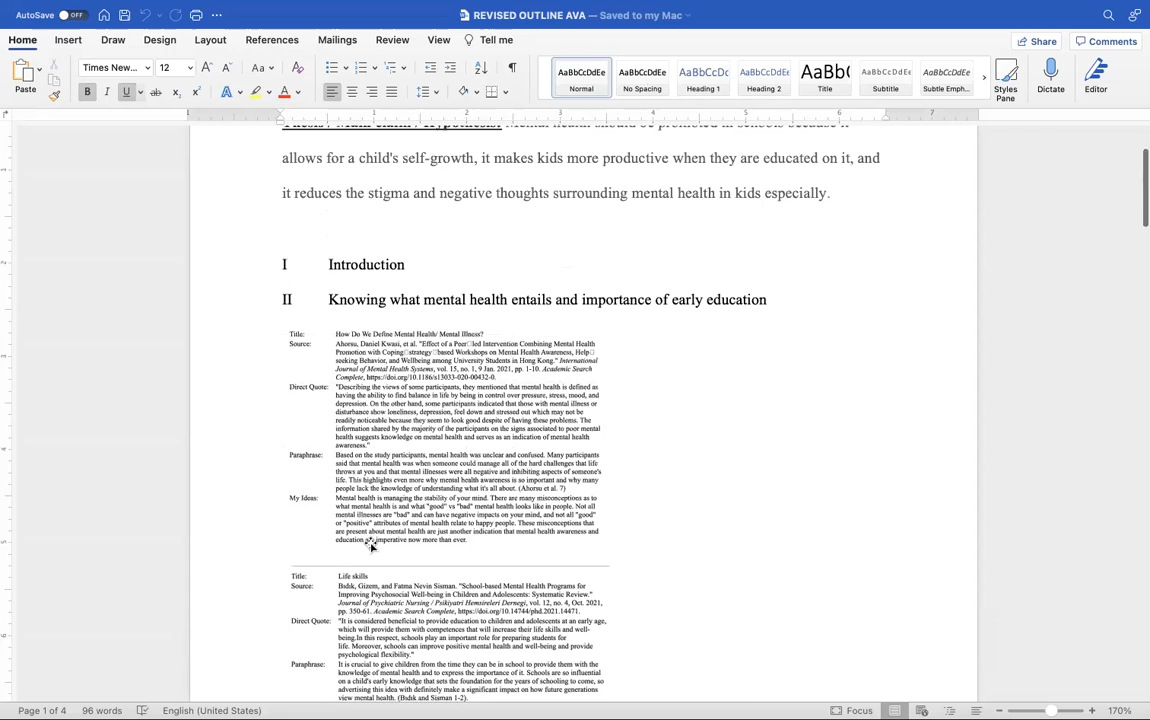 AutoSave OFF
REVISED OUTLINE AVA — Saved to my Mac
Home Insert Draw Design Layout References Mailings Review View Tell me
Share Comments
Paste
Times New... 12
AaBbCcDdEe AaBbCcDdEe AaBbCcDc AaBbCcDdEe AaBb( AaBbCcDdEe AaBbCcDdEe
Normal No Spacing Heading 1 Heading 2 Title Subtitle Subtle Emph...
Styles Pane
Dictate
Editor
1 1 2 3 4 5 6 7
Thesis / Main Claim / Hypothesis: Mental health should be promoted in schools because it
allows for a child's self-growth, it makes kids more productive when they are educated on it, and
it reduces the stigma and negative thoughts surrounding mental health in kids especially.
I Introduction
II Knowing what mental health entails and importance of early education
Title: How Do We Define Mental Health/ Mental Illness?
Source: Ahorsu, Daniel Kwasi, et al. "Effect of a Peer□led Intervention Combining Mental Health
Promotion with Coping□strategy□based Workshops on Mental Health Awareness, Help□
seeking Behavior, and Wellbeing among University Students in Hong Kong." International
Journal of Mental Health Systems, vol. 15, no. 1, 9 Jan. 2021, pp. 1-10. Academic Search
Complete, https://doi.org/10.1186/s13033-020-00432-0.
Direct Quote: "Describing the views of some participants, they mentioned that mental health is defined as
having the ability to find balance in life by being in control over pressure, stress, mood, and
depression. On the other hand, some participants indicated that those with mental illness or
disturbance show loneliness, depression, feel down and stressed out which may not be
readily noticeable because they seem to look good despite of having these problems. The
information shared by the majority of the participants on the signs associated to poor mental
health suggests knowledge on mental health and serves as an indication of mental health
awareness."
Paraphrase: Based on the study participants, mental health was unclear and confused. Many participants
said that mental health was when someone could manage all of the hard challenges that life
throws at you and that mental illnesses were all negative and inhibiting aspects of someone's
life. This highlights even more why mental health awareness is so important and why many
people lack the knowledge of understanding what it's all about. (Ahorsu et al. 7)
My Ideas: Mental health is managing the stability of your mind. There are many misconceptions as to
what mental health is and what "good" vs "bad" mental health looks like in people. Not all
mental illnesses are "bad" and can have negative impacts on your mind, and not all "good"
or "positive" attributes of mental health relate to happy people. These misconceptions that
are present about mental health are just another indication that mental health awareness and
education imperative now more than ever.
Title: Life skills
Source: Bıdık, Gizem, and Fatma Nevin Sisman. "School-based Mental Health Programs for
Improving Psychosocial Well-being in Children and Adolescents: Systematic Review."
Journal of Psychiatric Nursing / Psikiyatri Hemsireleri Dernegi, vol. 12, no. 4, Oct. 2021,
pp. 350-61. Academic Search Complete, https://doi.org/10.14744/phd.2021.14471.
Direct Quote: "It is considered beneficial to provide education to children and adolescents at an early age,
which will provide them with competences that will increase their life skills and well-
being.In this respect, schools play an important role for preparing students for
life. Moreover, schools can improve positive mental health and well-being and provide
psychological flexibility."
Paraphrase: It is crucial to give children from the time they can be in school to provide them with the
knowledge of mental health and to express the importance of it. Schools are so influential
on a child's early knowledge that sets the foundation for the years of schooling to come, so
advertising this idea with definitely make a significant impact on how future generations
view mental health. (Bıdık and Sisman 1-2).
Page 1 of 4 96 words English (United States) Focus 170%